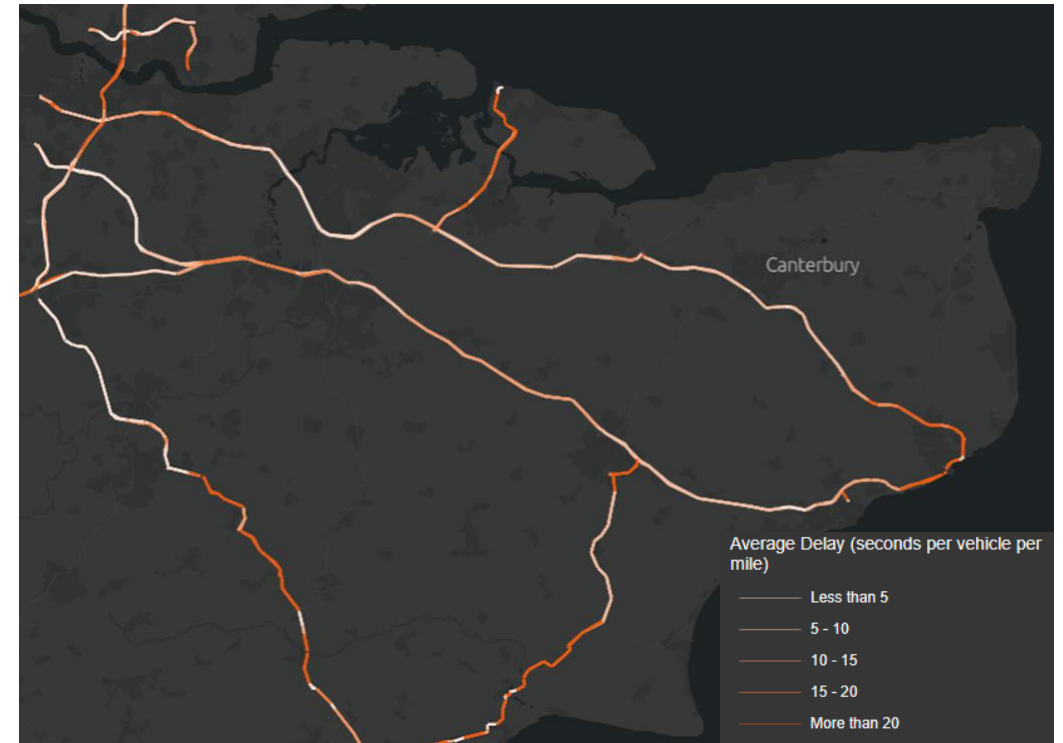 Canterbury
Average Delay (seconds per vehicle per
mile)
Less than 5
5 - 10
10 - 15
15 - 20
More than 20